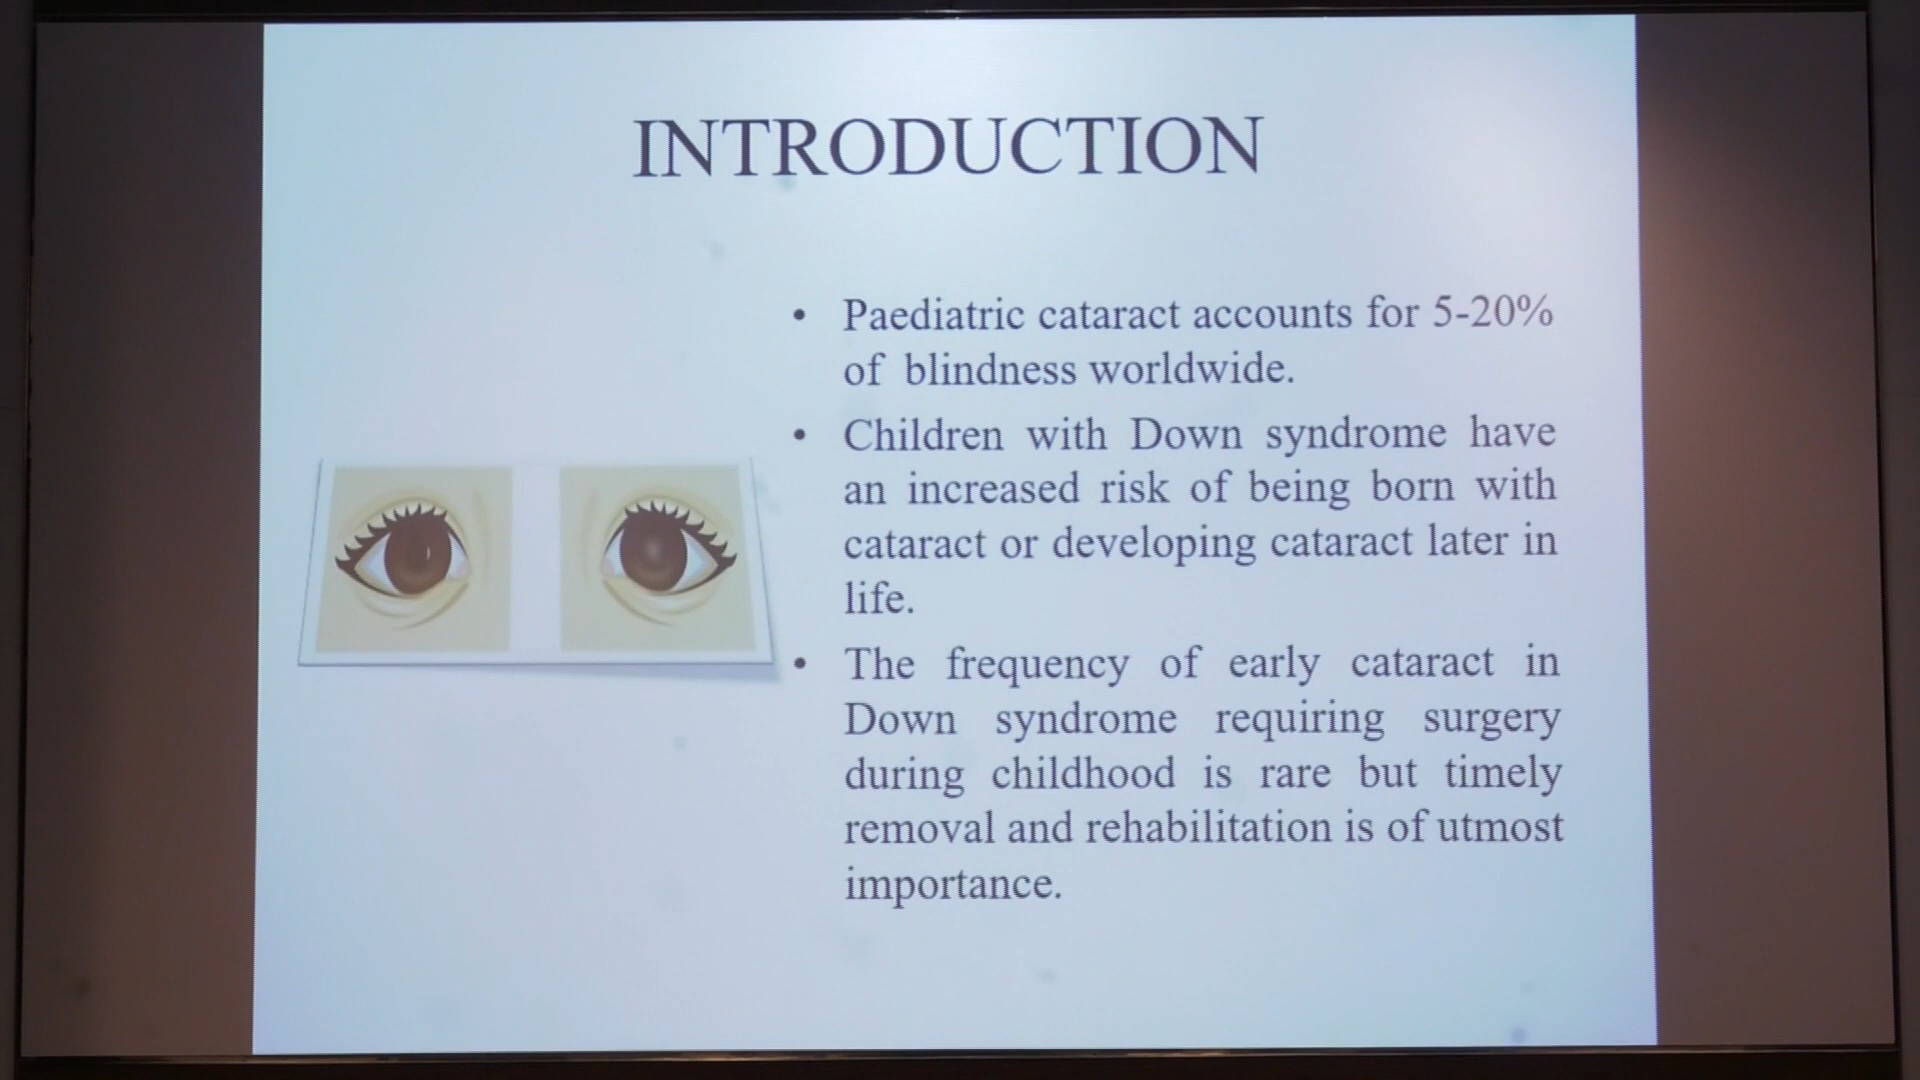 INTRODUCTION
• Paediatric cataract accounts for 5-20%
of blindness worldwide.
• Children with Down syndrome have
an increased risk of being born with
cataract or developing cataract later in
life.
• The frequency of early cataract in
Down syndrome requiring surgery
during childhood is rare but timely
removal and rehabilitation is of utmost
importance.